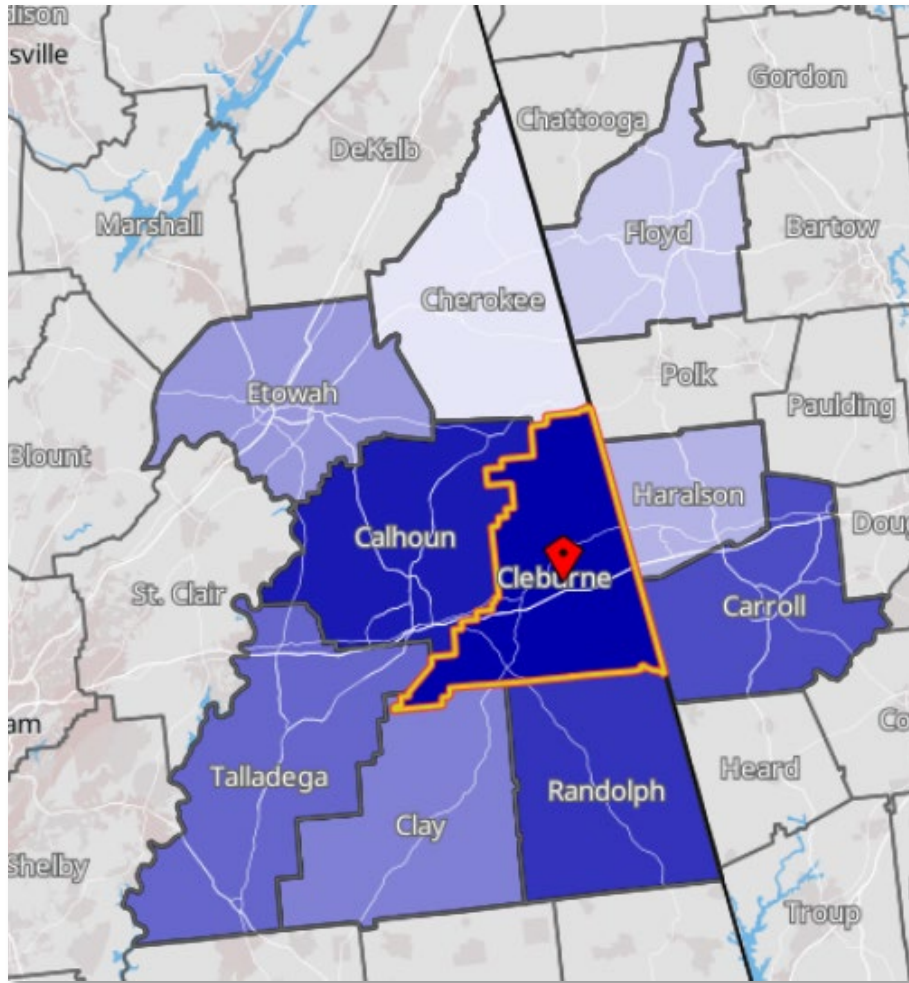 dison
sville
Gordon
Chattooga
DeKalb
Marshall
Floyd
Bartow
Cherokee
Polk
Etowah
Paulding
Blount
Haralson
Calhoun
Doug
Cleburne
St. Clair
Carroll
am
Co
Talladega
Heard
Randolph
Clay
Shelby
Troup